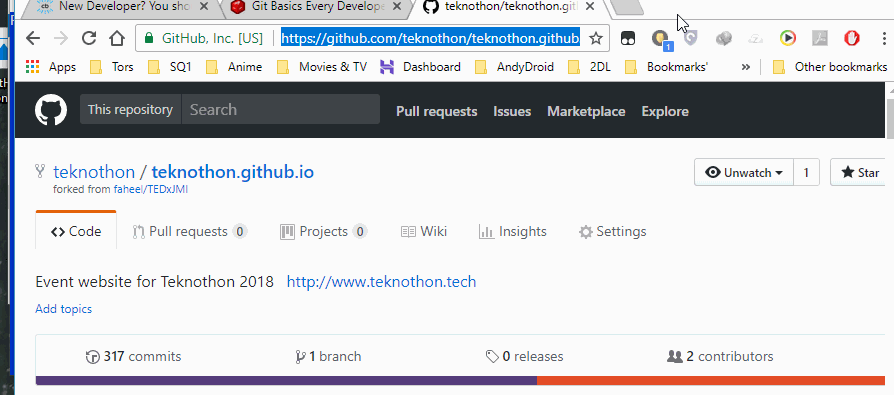 New Developer? You sho
Git Basics Every Develope
teknothon/teknothon.gith
GitHub, Inc. [US]
https://github.com/teknothon/teknothon.github
1
Apps
Tors
SQ1
Anime
Movies & TV
Dashboard
AndyDroid
2DL
Bookmarks'
»
Other bookmarks
This repository
Search
Pull requests
Issues
Marketplace
Explore
teknothon / teknothon.github.io
Unwatch
1
Star
forked from faheel/TEDxJMI
<> Code
Pull requests 0
Projects 0
Wiki
Insights
Settings
Event website for Teknothon 2018 http://www.teknothon.tech
Add topics
317 commits
1 branch
0 releases
2 contributors